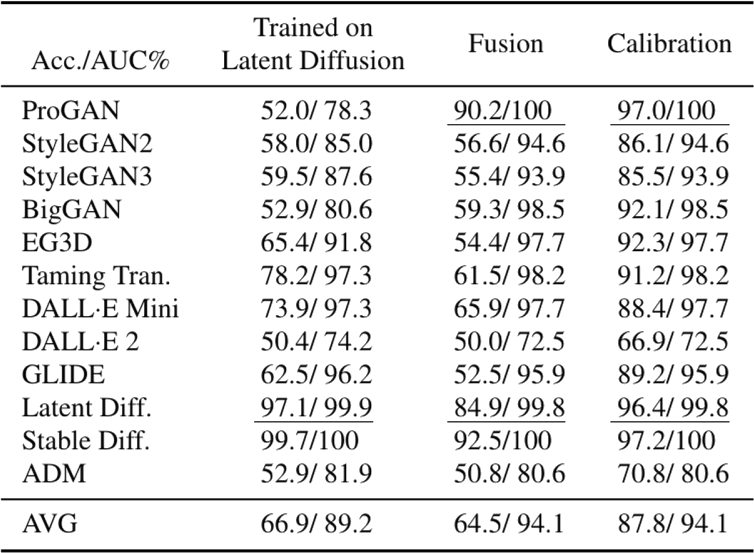 Acc./AUC% Trained on Latent Diffusion Fusion Calibration
ProGAN 52.0/ 78.3 90.2/100 97.0/100
StyleGAN2 58.0/ 85.0 56.6/ 94.6 86.1/ 94.6
StyleGAN3 59.5/ 87.6 55.4/ 93.9 85.5/ 93.9
BigGAN 52.9/ 80.6 59.3/ 98.5 92.1/ 98.5
EG3D 65.4/ 91.8 54.4/ 97.7 92.3/ 97.7
Taming Tran. 78.2/ 97.3 61.5/ 98.2 91.2/ 98.2
DALL·E Mini 73.9/ 97.3 65.9/ 97.7 88.4/ 97.7
DALL·E 2 50.4/ 74.2 50.0/ 72.5 66.9/ 72.5
GLIDE 62.5/ 96.2 52.5/ 95.9 89.2/ 95.9
Latent Diff. 97.1/ 99.9 84.9/ 99.8 96.4/ 99.8
Stable Diff. 99.7/100 92.5/100 97.2/100
ADM 52.9/ 81.9 50.8/ 80.6 70.8/ 80.6
AVG 66.9/ 89.2 64.5/ 94.1 87.8/ 94.1